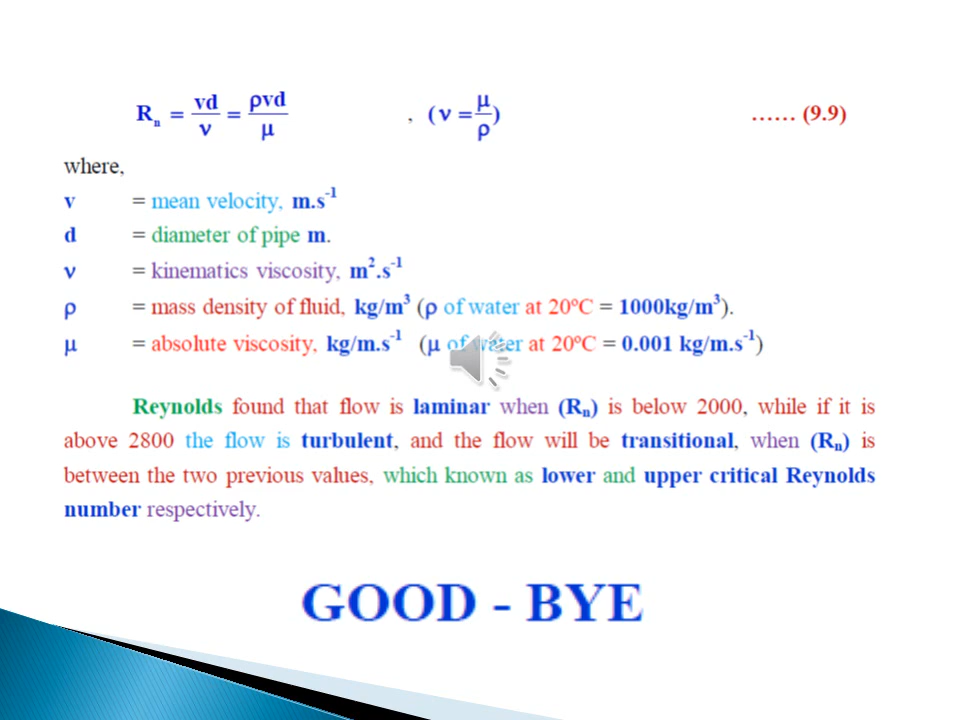 Rₙ = vd/ν = ρvd/μ , (ν = μ/ρ) …… (9.9)
where,
v = mean velocity, m.s⁻¹
d = diameter of pipe m.
ν = kinematics viscosity, m².s⁻¹
ρ = mass density of fluid, kg/m³ (ρ of water at 20ºC = 1000kg/m³).
μ = absolute viscosity, kg/m.s⁻¹ (μ of water at 20ºC = 0.001 kg/m.s⁻¹)
Reynolds found that flow is laminar when (Rₙ) is below 2000, while if it is
above 2800 the flow is turbulent, and the flow will be transitional, when (Rₙ) is
between the two previous values, which known as lower and upper critical Reynolds
number respectively.
GOOD - BYE